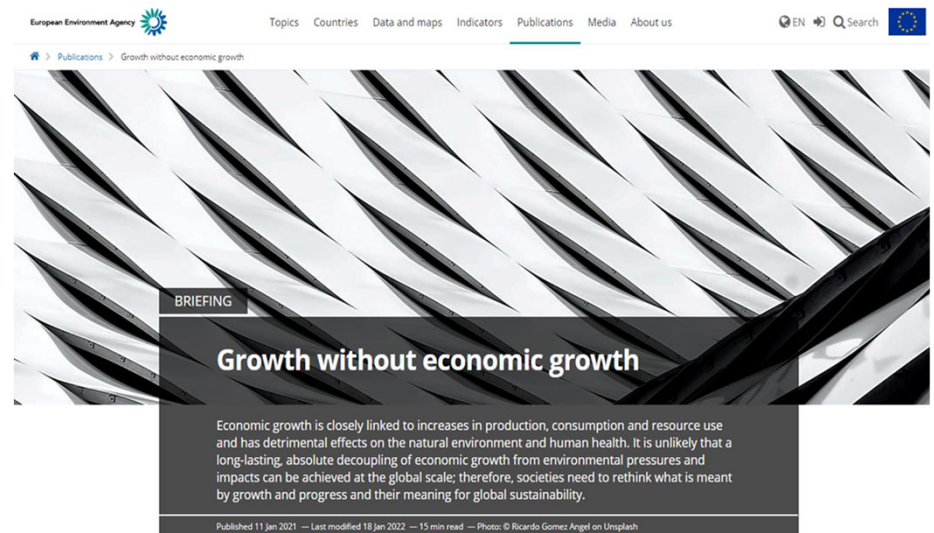 European Environment Agency
Topics Countries Data and maps Indicators Publications Media About us
EN Search
> Publications > Growth without economic growth
BRIEFING
Growth without economic growth
Economic growth is closely linked to increases in production, consumption and resource use
and has detrimental effects on the natural environment and human health. It is unlikely that a
long-lasting, absolute decoupling of economic growth from environmental pressures and
impacts can be achieved at the global scale; therefore, societies need to rethink what is meant
by growth and progress and their meaning for global sustainability.
Published 11 Jan 2021 — Last modified 18 Jan 2022 — 15 min read — Photo: © Ricardo Gomez Angel on Unsplash